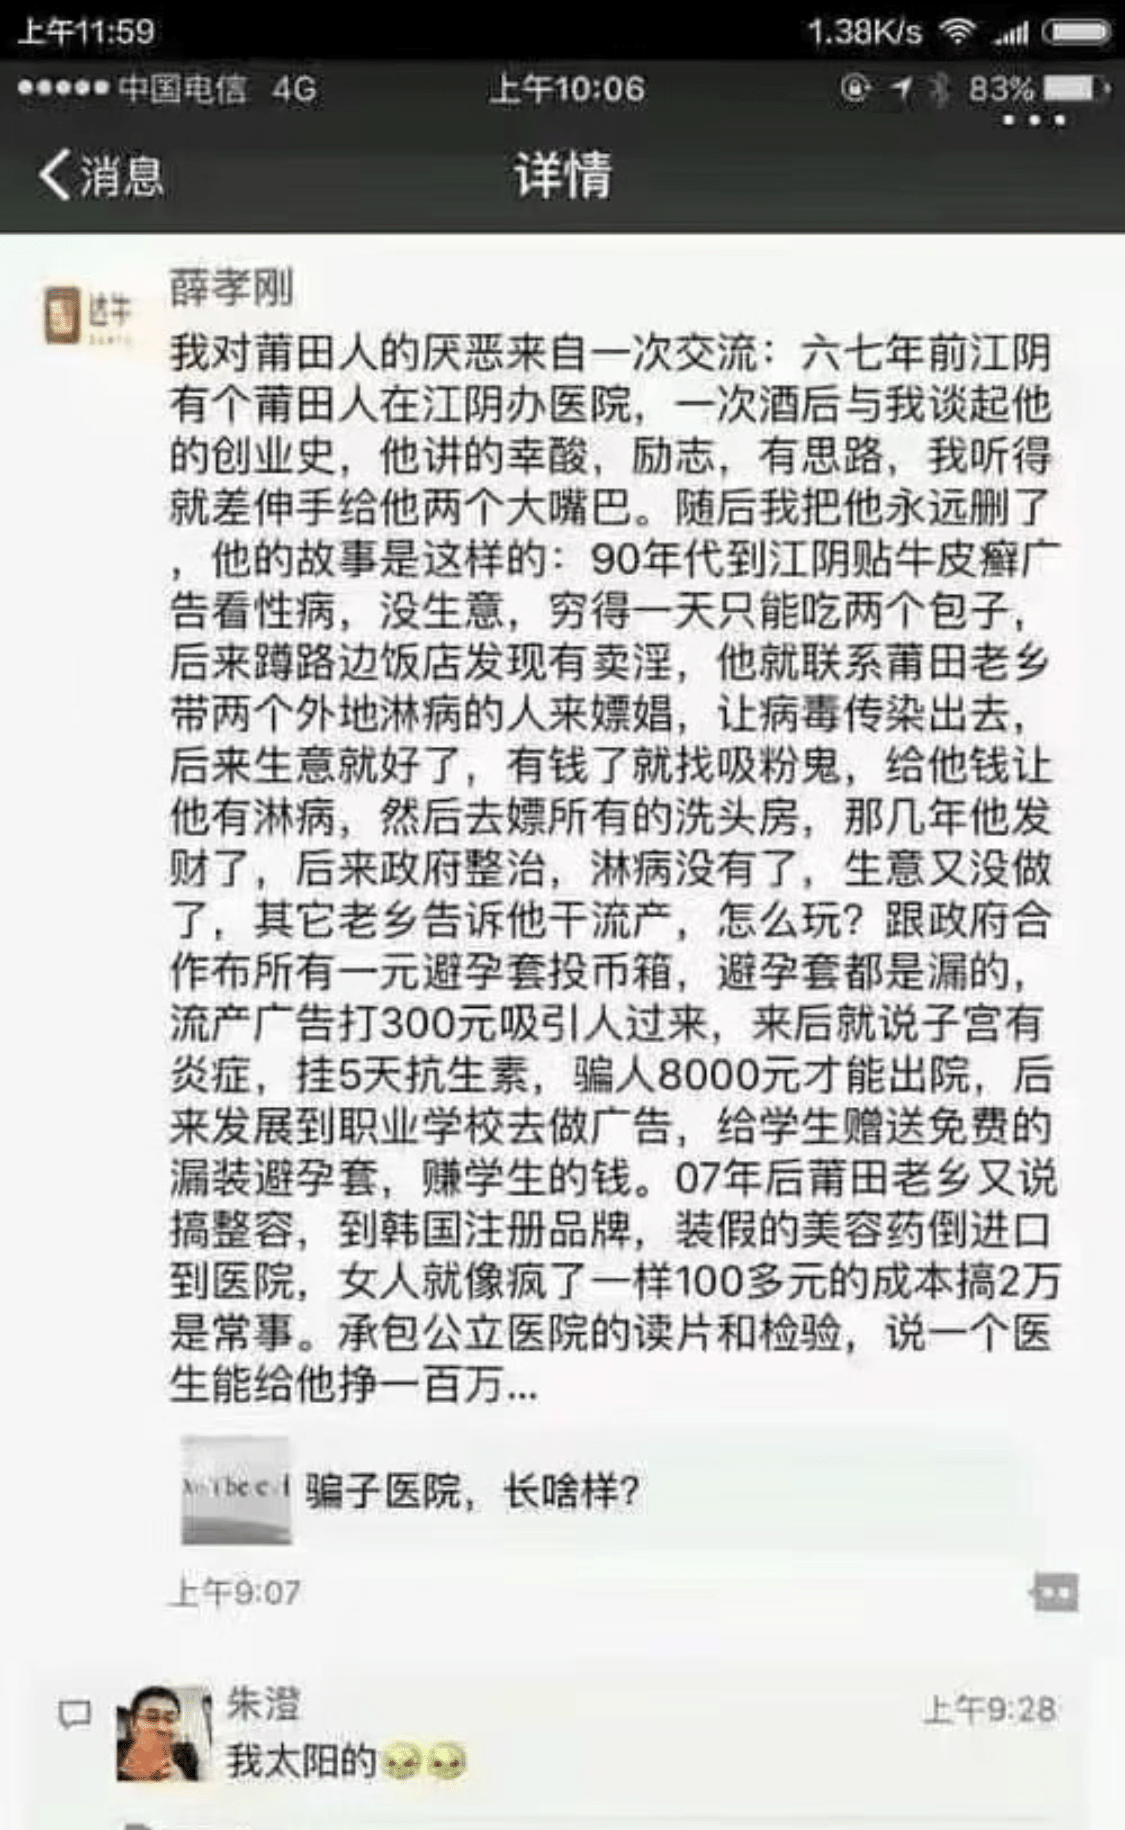 上午11:59 1.38K/s
中国电信 4G 上午10:06 83%
消息 详情
薛孝刚
我对莆田人的厌恶来自一次交流：六七年前江阴
有个莆田人在江阴办医院，一次酒后与我谈起他
的创业史，他讲的幸酸，励志，有思路，我听得
就差伸手给他两个大嘴巴。随后我把他永远删了
，他的故事是这样的：90年代到江阴贴牛皮癣广
告看性病，没生意，穷得一天只能吃两个包子，
后来蹲路边饭店发现有卖淫，他就联系莆田老乡
带两个外地淋病的人来嫖娼，让病毒传染出去，
后来生意就好了，有钱了就找吸粉鬼，给他钱让
他有淋病，然后去嫖所有的洗头房，那几年他发
财了，后来政府整治，淋病没有了，生意又没做
了，其它老乡告诉他干流产，怎么玩？跟政府合
作布所有一元避孕套投币箱，避孕套都是漏的，
流产广告打300元吸引人过来，来后就说子宫有
炎症，挂5天抗生素，骗人8000元才能出院，后
来发展到职业学校去做广告，给学生赠送免费的
漏装避孕套，赚学生的钱。07年后莆田老乡又说
搞整容，到韩国注册品牌，装假的美容药倒进口
到医院，女人就像疯了一样100多元的成本搞2万
是常事。承包公立医院的读片和检验，说一个医
生能给他挣一百万...
骗子医院，长啥样？
上午9:07
朱澄 上午9:28
我太阳的